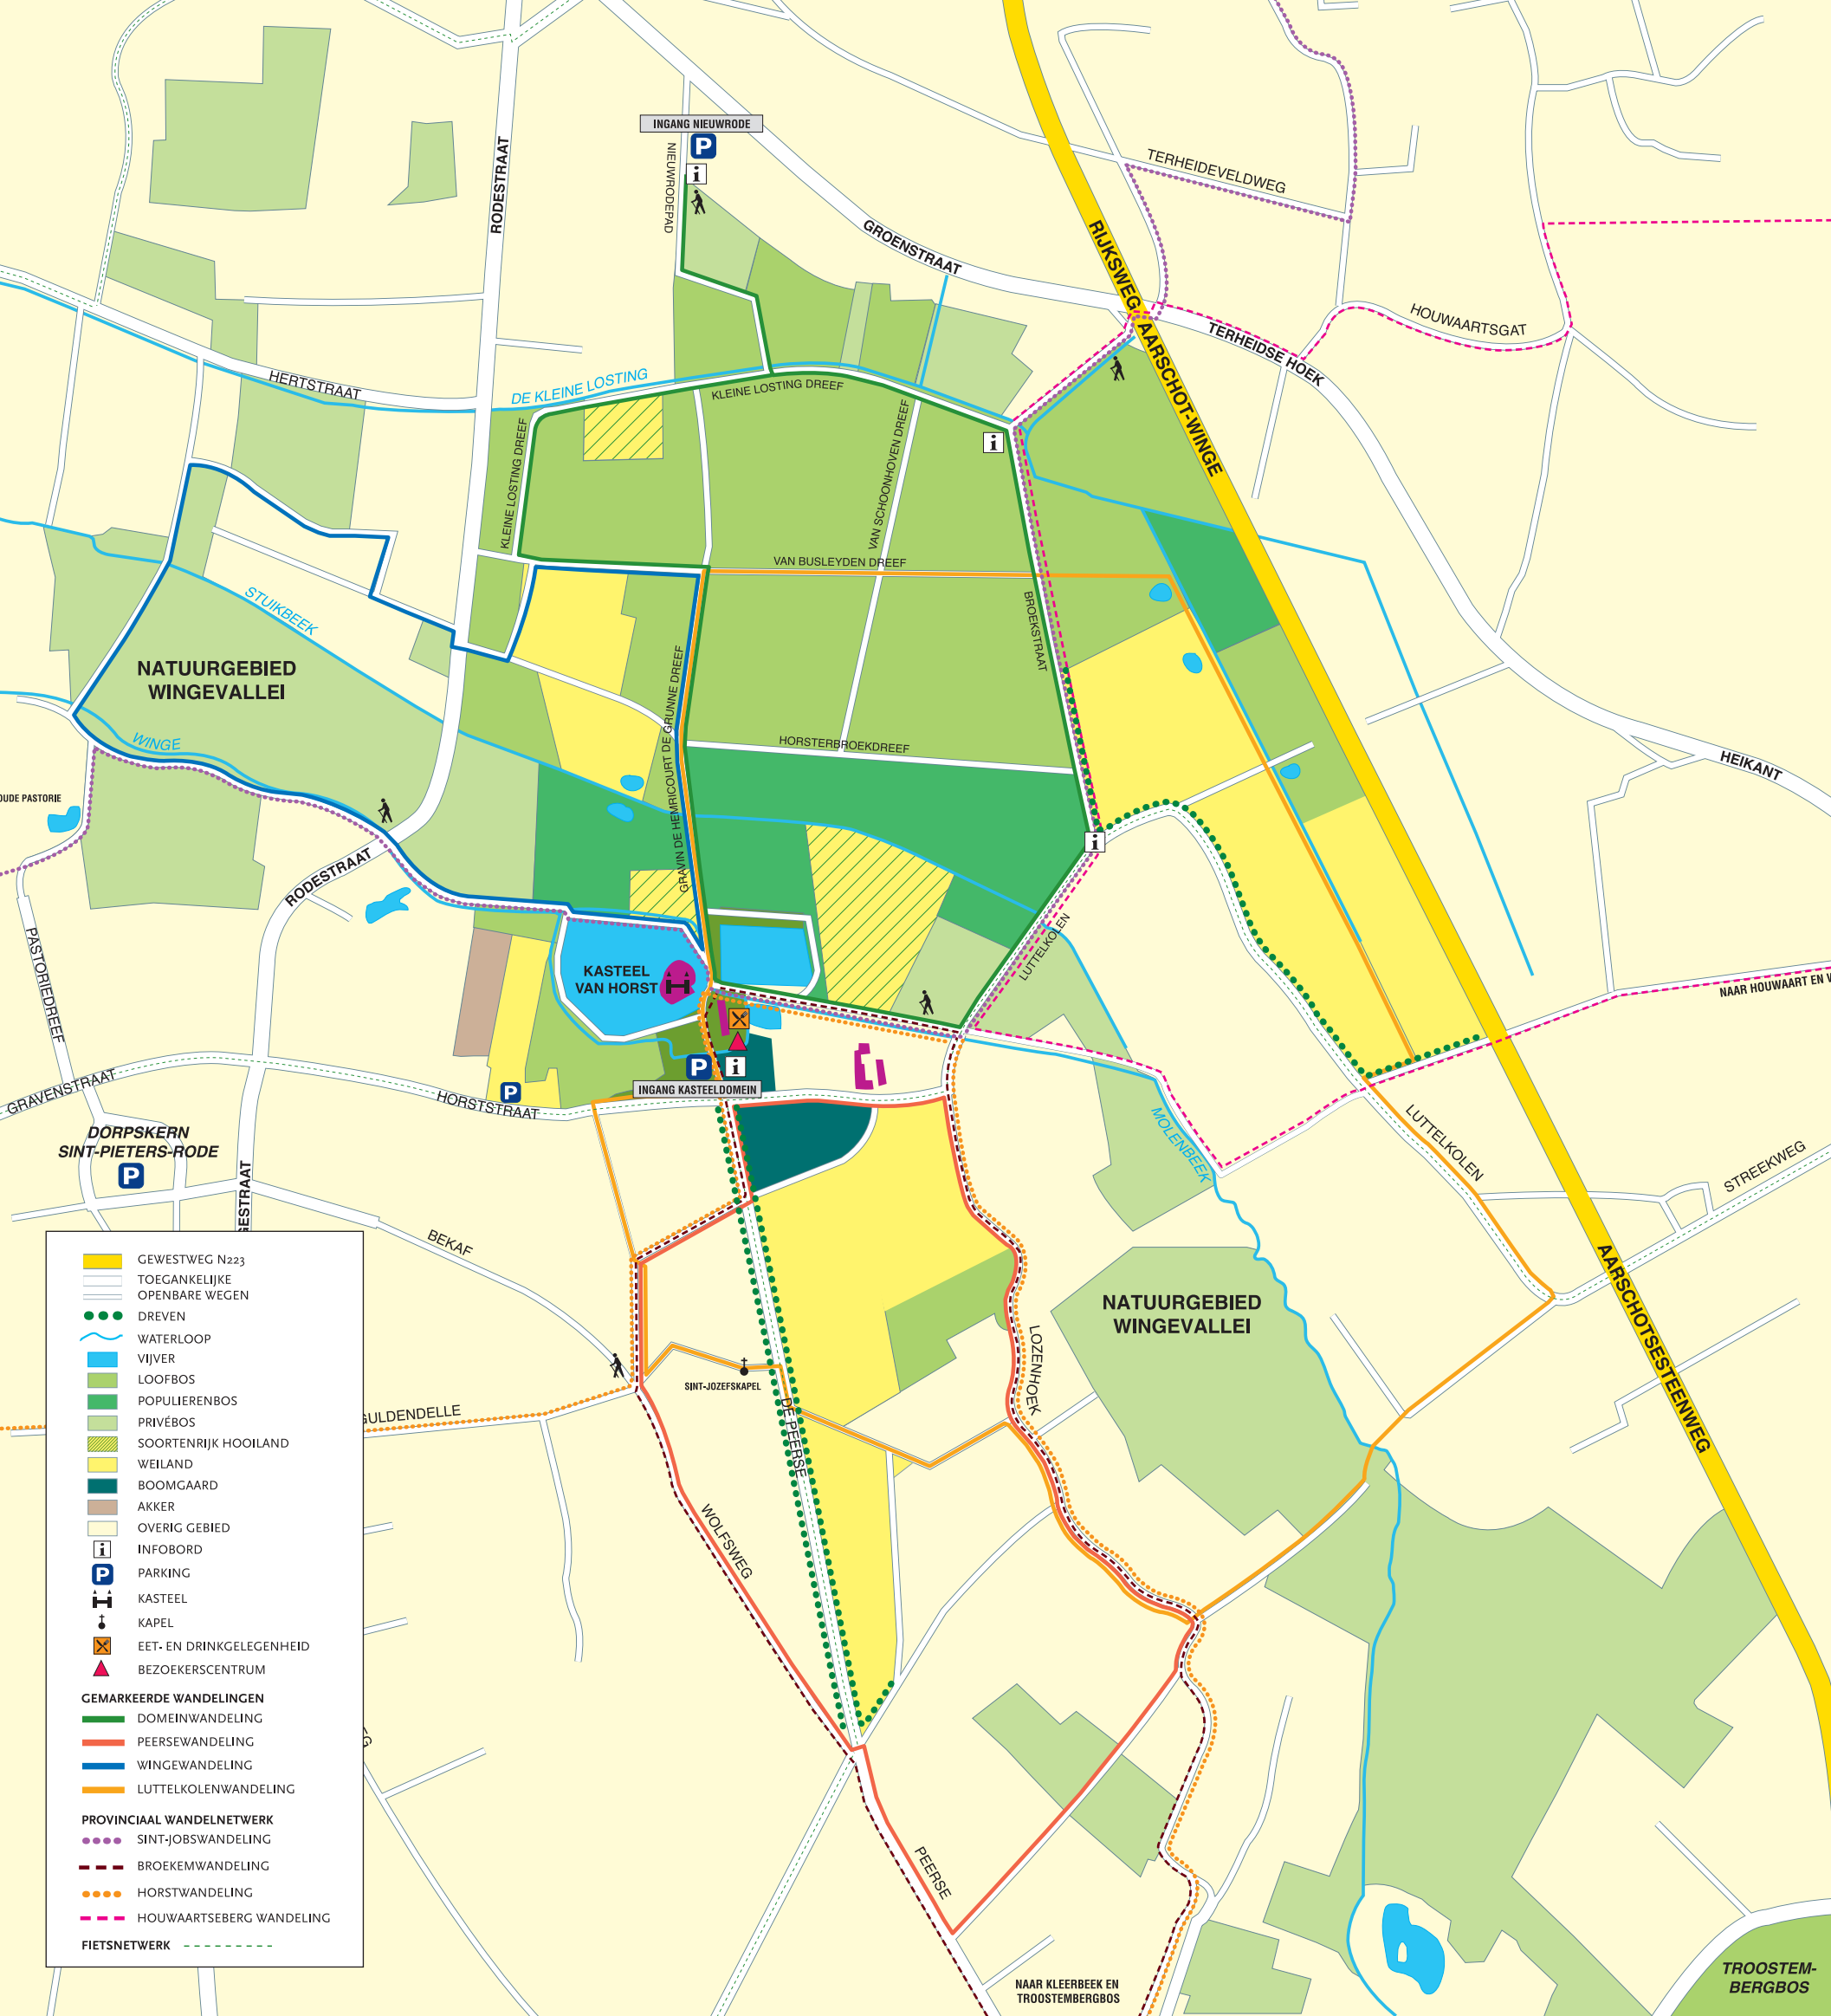 INGANG NIEUWRODE
P
i
NIEUWRODEPAD
RODESTRAAT
GROENSTRAAT
TERHEIDEVELDWEG
RIJKSWEG AARSCHOT-WINGE
TERHEIDSE HOEK
HOUWAARTSGAT
HERTSTRAAT
DE KLEINE LOSTING
KLEINE LOSTING DREEF
KLEINE LOSTING DREEF
VAN SCHOONHOVEN DREEF
i
VAN BUSLEYDEN DREEF
BROEKSTRAAT
STUIKBEEK
NATUURGEBIED
WINGEVALLEI
WINGE
GRAVIN DE HEMRICOURT DE GRUNNE DREEF
HORSTERBROEKDREEF
HEIKANT
OUDE PASTORIE
i
RODESTRAAT
PASTORIEDREEF
LUTTELKOLEN
KASTEEL
VAN HORST
NAAR HOUWAART EN V
P
i
INGANG KASTEELDOMEIN
P
GRAVENSTRAAT
HORSTSTRAAT
DORPSKERN
SINT-PIETERS-RODE
P
MOLENBEEK
LUTTELKOLEN
STREEKWEG
GESTRAAT
BEKAF
AARSCHOTSESTEENWEG
NATUURGEBIED
WINGEVALLEI
LOZENHOEK
SINT-JOZEFSKAPEL
DE PEERSE
GULDENDELLE
WOLFSWEG
PEERSE
NAAR KLEERBEEK EN
TROOSTEMBERGBOS
TROOSTEM-
BERGBOS
GEWESTWEG N223
TOEGANKELIJKE
OPENBARE WEGEN
DREVEN
WATERLOOP
VIJVER
LOOFBOS
POPULIERENBOS
PRIVÉBOS
SOORTENRIJK HOOILAND
WEILAND
BOOMGAARD
AKKER
OVERIG GEBIED
i INFOBORD
P PARKING
KASTEEL
KAPEL
EET- EN DRINKGELEGENHEID
BEZOEKERSCENTRUM
GEMARKEERDE WANDELINGEN
DOMEINWANDELING
PEERSEWANDELING
WINGEWANDELING
LUTTELKOLENWANDELING
PROVINCIAAL WANDELNETWERK
SINT-JOBSWANDELING
BROEKEMWANDELING
HORSTWANDELING
HOUWAARTSEBERG WANDELING
FIETSNETWERK